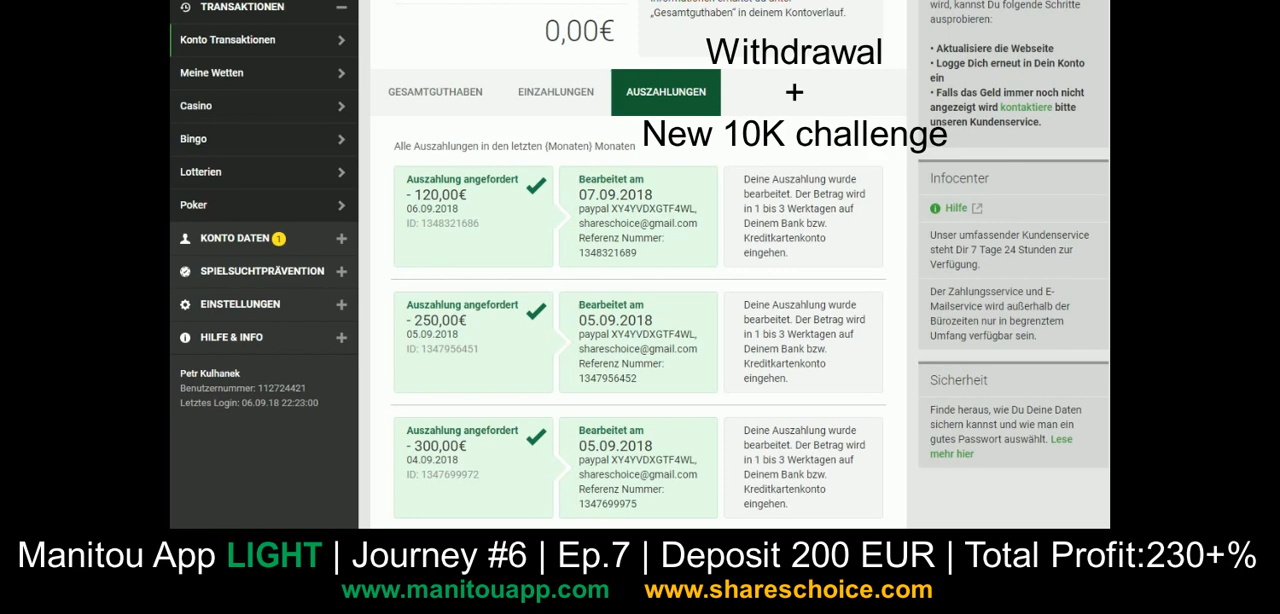 TRANSAKTIONEN
Konto Transaktionen
Meine Wetten
Casino
Bingo
Lotterien
Poker
KONTO DATEN 1
SPIELSUCHTPRÄVENTION
EINSTELLUNGEN
HILFE & INFO
Petr Kulhanek
Benutzernummer: 112724421
Letztes Login: 06.09.18 22:23:00
„Gesamtguthaben" in deinem Kontoverlauf.
0,00€
Withdrawal
+
New 10K challenge
GESAMTGUTHABEN
EINZAHLUNGEN
AUSZAHLUNGEN
Alle Auszahlungen in den letzten {Monaten} Monaten
Auszahlung angefordert
- 120,00€
06.09.2018
ID: 1348321686
Bearbeitet am
07.09.2018
paypal XY4YVDXGTF4WL,
shareschoice@gmail.com
Referenz Nummer:
1348321689
Deine Auszahlung wurde
bearbeitet. Der Betrag wird
in 1 bis 3 Werktagen auf
Deinem Bank bzw.
Kreditkartenkonto
eingehen.
Auszahlung angefordert
- 250,00€
05.09.2018
ID: 1347956451
Bearbeitet am
05.09.2018
paypal XY4YVDXGTF4WL,
shareschoice@gmail.com
Referenz Nummer:
1347956452
Deine Auszahlung wurde
bearbeitet. Der Betrag wird
in 1 bis 3 Werktagen auf
Deinem Bank bzw.
Kreditkartenkonto
eingehen.
Auszahlung angefordert
- 300,00€
04.09.2018
ID: 1347699972
Bearbeitet am
05.09.2018
paypal XY4YVDXGTF4WL,
shareschoice@gmail.com
Referenz Nummer:
1347699975
Deine Auszahlung wurde
bearbeitet. Der Betrag wird
in 1 bis 3 Werktagen auf
Deinem Bank bzw.
Kreditkartenkonto
eingehen.
wird, kannst Du folgende Schritte
ausprobieren:
• Aktualisiere die Webseite
• Logge Dich erneut in Dein Konto
ein
• Falls das Geld immer noch nicht
angezeigt wird kontaktiere bitte
unseren Kundenservice.
Infocenter
Hilfe
Unser umfassender Kundenservice
steht Dir 7 Tage 24 Stunden zur
Verfügung.
Der Zahlungsservice und E-
Mailservice wird außerhalb der
Bürozeiten nur in begrenztem
Umfang verfügbar sein.
Sicherheit
Finde heraus, wie Du Deine Daten
sichern kannst und wie man ein
gutes Passwort auswählt. Lese
mehr hier
Manitou App LIGHT | Journey #6 | Ep.7 | Deposit 200 EUR | Total Profit:230+%
www.manitouapp.com www.shareschoice.com